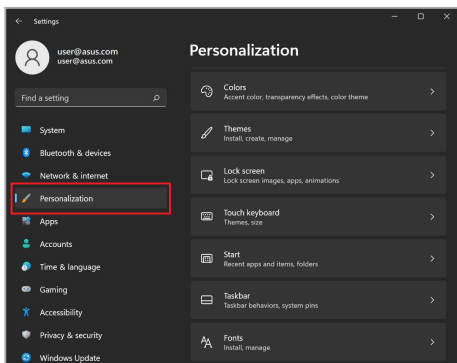 Settings
user@asus.com
user@asus.com
Find a setting
System
Bluetooth & devices
Network & internet
Personalization
Apps
Accounts
Time & language
Gaming
Accessibility
Privacy & security
Windows Update
Personalization
Colors
Accent color, transparency effects, color theme
Themes
Install, create, manage
Lock screen
Lock screen images, apps, animations
Touch keyboard
Themes, size
Start
Recent apps and items, folders
Taskbar
Taskbar behaviors, system pins
Fonts
Install, manage